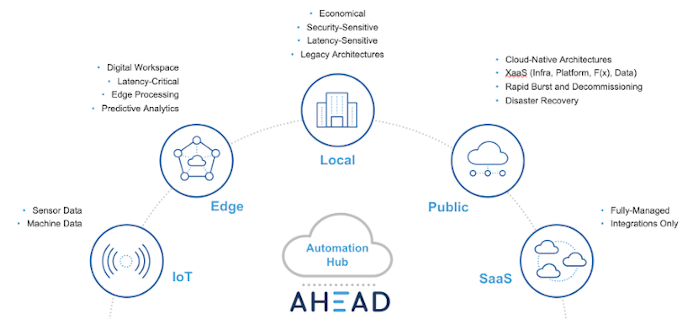 Economical
Security-Sensitive
Latency-Sensitive
Legacy Architectures
Local
Digital Workspace
Latency-Critical
Edge Processing
Predictive Analytics
Edge
Cloud-Native Architectures
XaaS (Infra, Platform, F(x), Data)
Rapid Burst and Decommissioning
Disaster Recovery
Public
Sensor Data
Machine Data
IoT
Automation
Hub
AHEAD
Fully-Managed
Integrations Only
SaaS